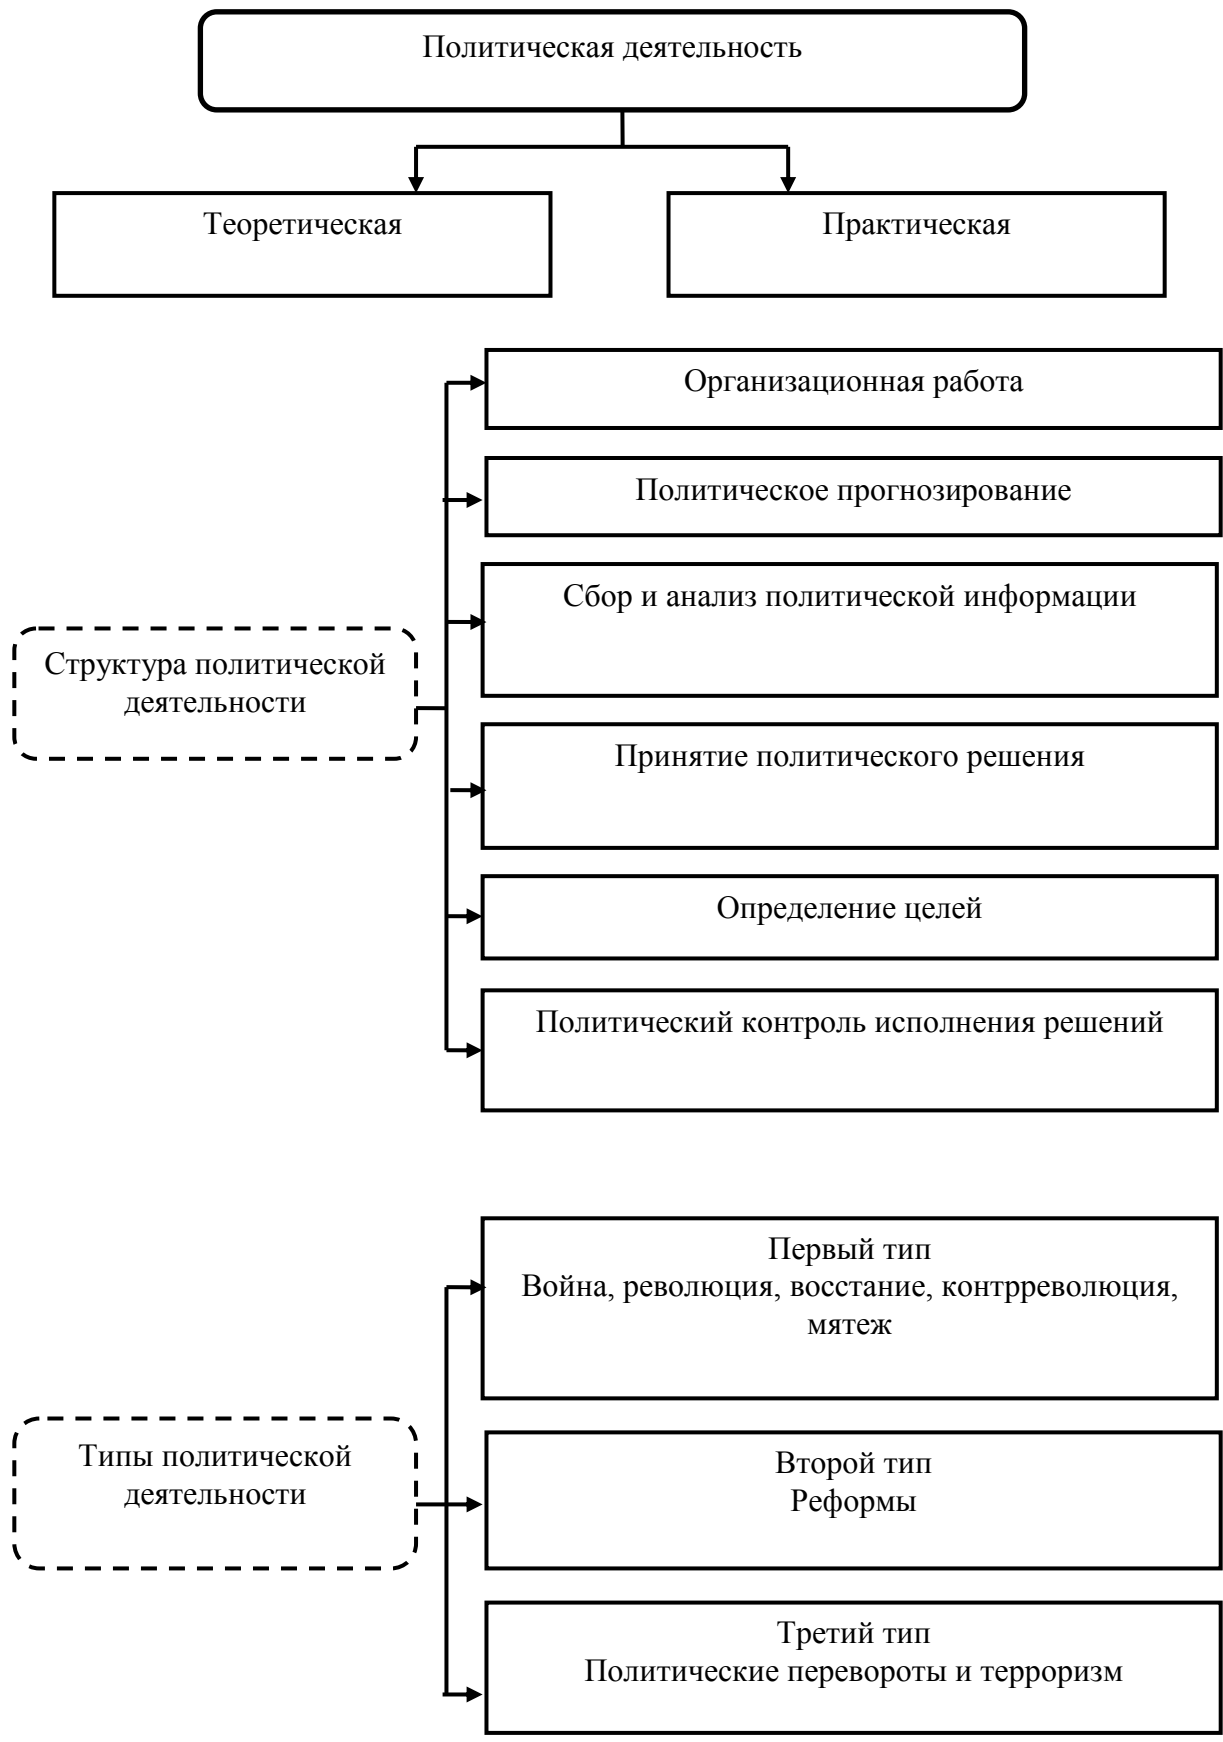 Политическая деятельность
Теоретическая
Практическая
Организационная работа
Политическое прогнозирование
Сбор и анализ политической информации
Структура политической
деятельности
Принятие политического решения
Определение целей
Политический контроль исполнения решений
Первый тип
Война, революция, восстание, контрреволюция,
мятеж
Типы политической
деятельности
Второй тип
Реформы
Третий тип
Политические перевороты и терроризм